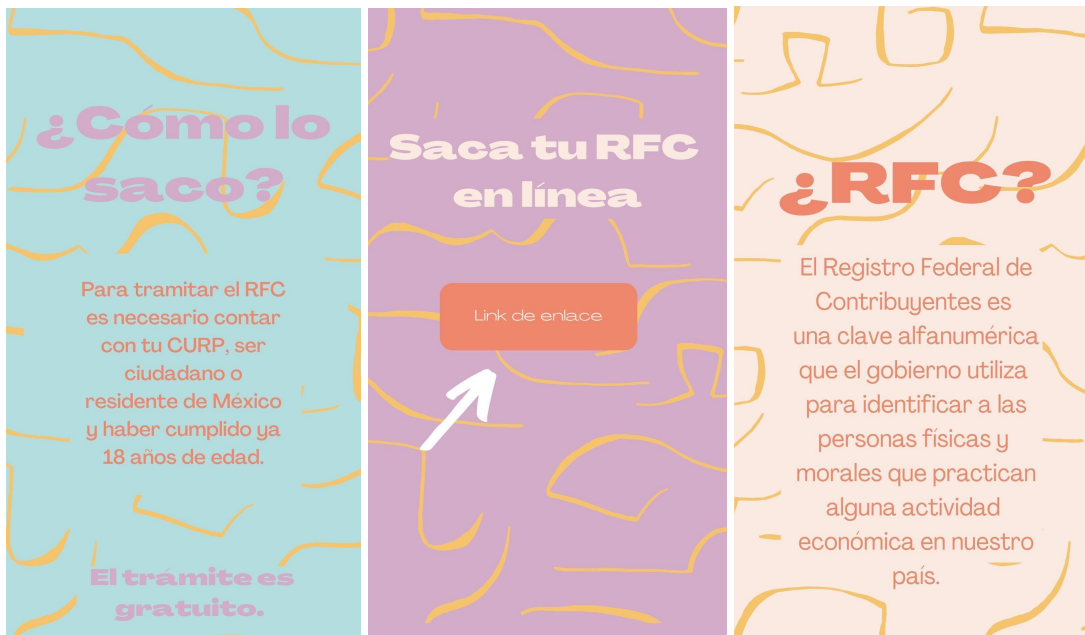 ¿Cómo lo
saco?
Para tramitar el RFC
es necesario contar
con tu CURP, ser
ciudadano o
residente de México
y haber cumplido ya
18 años de edad.
El trámite es
gratuito.
Saca tu RFC
en línea
Link de enlace
¿RFC?
El Registro Federal de
Contribuyentes es
una clave alfanumérica
que el gobierno utiliza
para identificar a las
personas físicas y
morales que practican
alguna actividad
económica en nuestro
país.